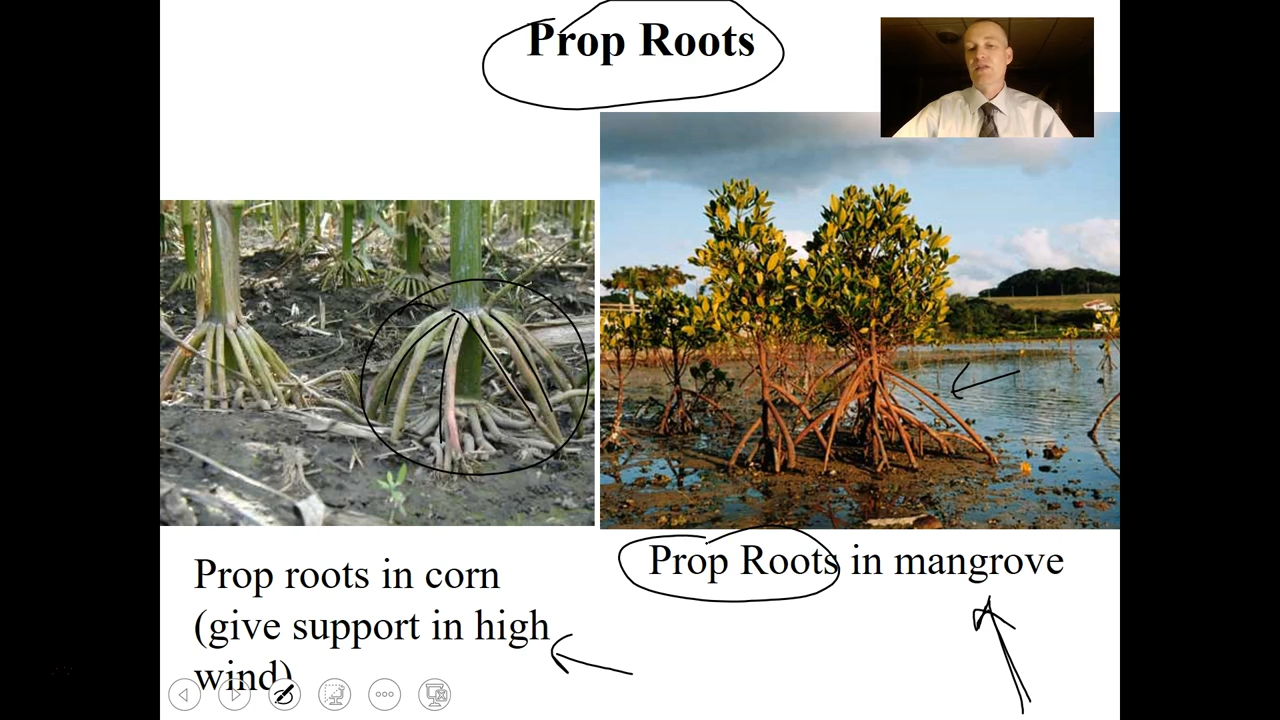 Prop Roots
Prop roots in corn
(give support in high
wind)
Prop Roots in mangrove